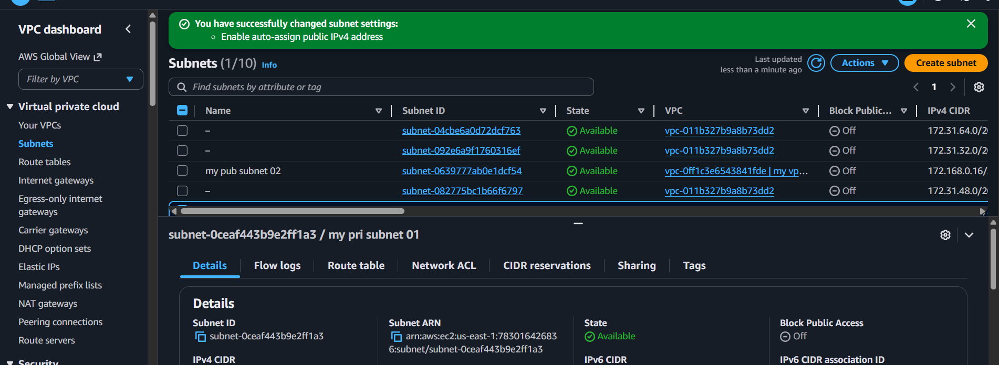 VPC dashboard
AWS Global View
Filter by VPC
Virtual private cloud
Your VPCs
Subnets
Route tables
Internet gateways
Egress-only internet
gateways
Carrier gateways
DHCP option sets
Elastic IPs
Managed prefix lists
NAT gateways
Peering connections
Route servers
Security
You have successfully changed subnet settings:
Enable auto-assign public IPv4 address
Subnets (1/10) Info
Last updated
less than a minute ago
Actions
Create subnet
Find subnets by attribute or tag
1
Name Subnet ID State VPC Block Public... IPv4 CIDR
– subnet-04cbe6a0d72dcf763 Available vpc-011b327b9a8b73dd2 Off 172.31.64.0/20
– subnet-092e6a9f1760316ef Available vpc-011b327b9a8b73dd2 Off 172.31.32.0/20
my pub subnet 02 subnet-0639777ab0e1dcf54 Available vpc-0ff1c3e6543841fde | my vp... Off 172.168.0.16/
– subnet-082775bc1b66f6797 Available vpc-011b327b9a8b73dd2 Off 172.31.48.0/20
subnet-0ceaf443b9e2ff1a3 / my pri subnet 01
Details Flow logs Route table Network ACL CIDR reservations Sharing Tags
Details
Subnet ID
subnet-0ceaf443b9e2ff1a3
IPv4 CIDR
Subnet ARN
arn:aws:ec2:us-east-1:78301642683
6:subnet/subnet-0ceaf443b9e2ff1a3
State
Available
IPv6 CIDR
Block Public Access
Off
IPv6 CIDR association ID